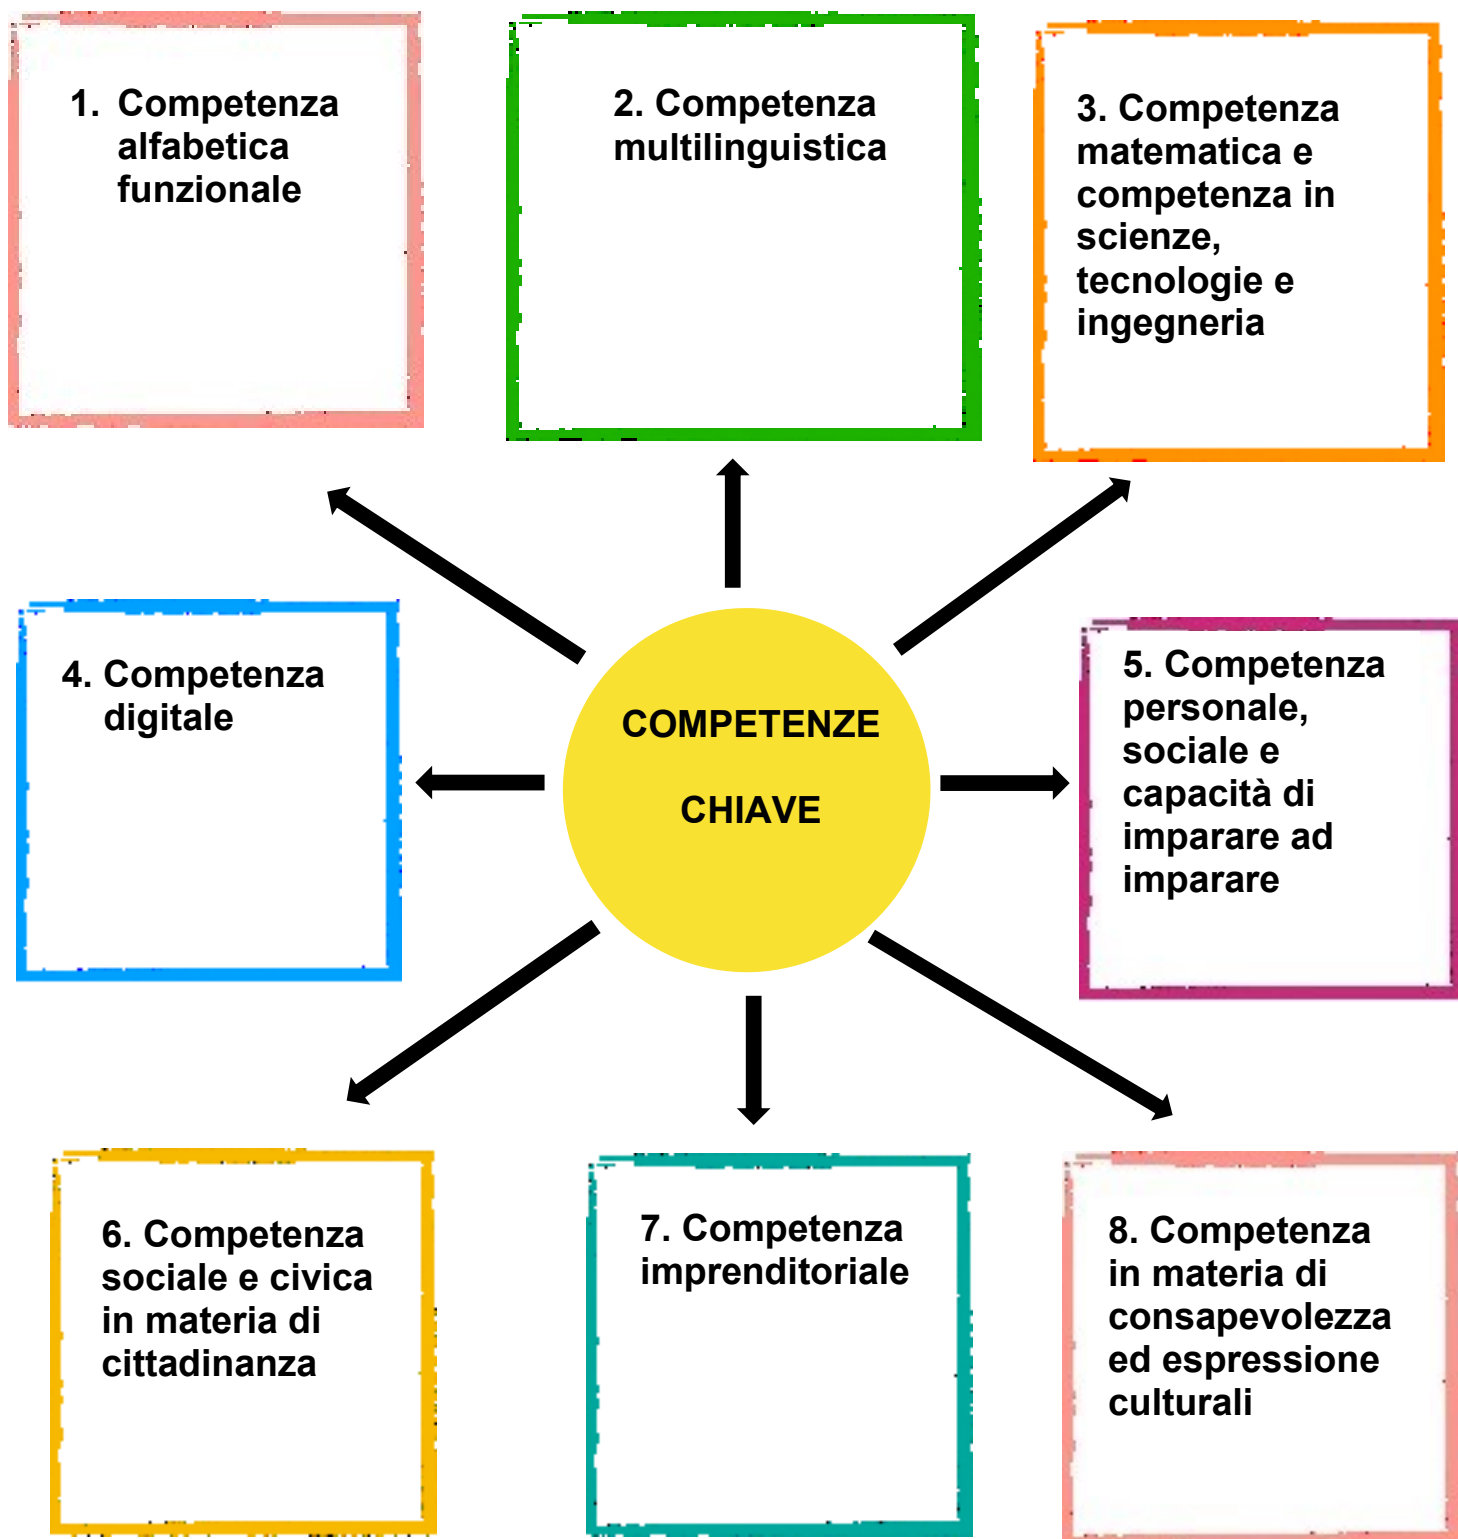 1. Competenza
alfabetica
funzionale
2. Competenza
multilinguistica
3. Competenza
matematica e
competenza in
scienze,
tecnologie e
ingegneria
4. Competenza
digitale
COMPETENZE
CHIAVE
5. Competenza
personale,
sociale e
capacità di
imparare ad
imparare
6. Competenza
sociale e civica
in materia di
cittadinanza
7. Competenza
imprenditoriale
8. Competenza
in materia di
consapevolezza
ed espressione
culturali